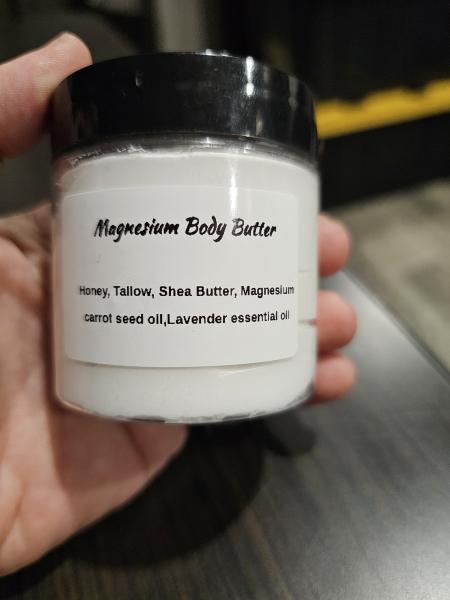 Magnesium Body Butter
Honey, Tallow, Shea Butter, Magnesium
carrot seed oil,Lavender essential oil